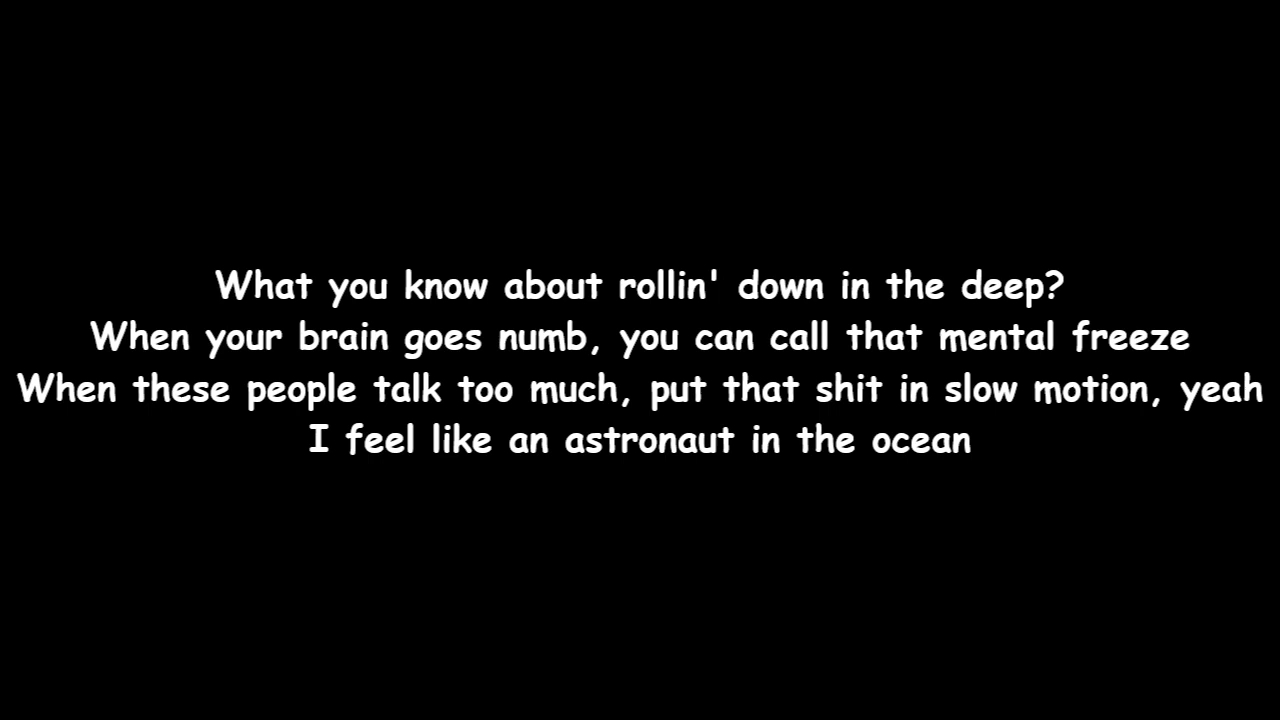 What you know about rollin' down in the deep?
When your brain goes numb, you can call that mental freeze
When these people talk too much, put that shit in slow motion, yeah
I feel like an astronaut in the ocean